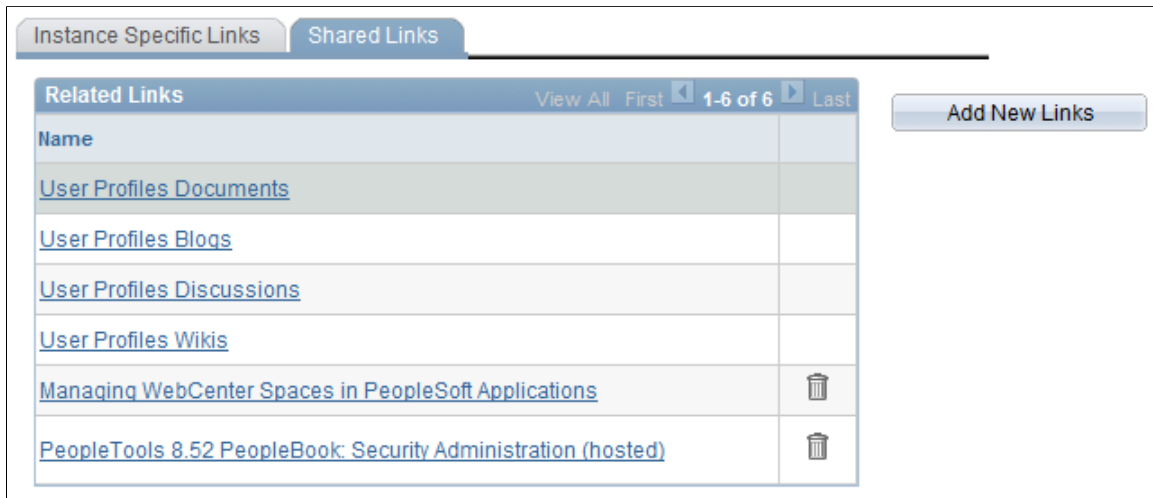 Instance Specific Links Shared Links
Related Links View All First 1-6 of 6 Last
Add New Links
Name
User Profiles Documents
User Profiles Blogs
User Profiles Discussions
User Profiles Wikis
Managing WebCenter Spaces in PeopleSoft Applications
PeopleTools 8.52 PeopleBook: Security Administration (hosted)